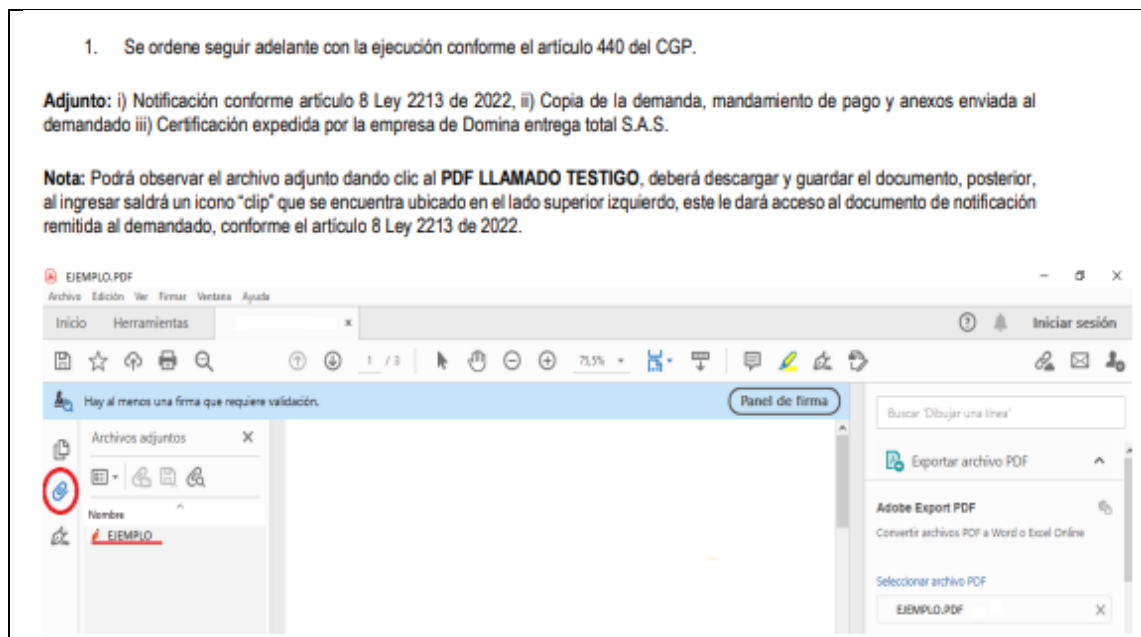 1. Se ordene seguir adelante con la ejecución conforme el artículo 440 del CGP.
Adjunto: i) Notificación conforme artículo 8 Ley 2213 de 2022, ii) Copia de la demanda, mandamiento de pago y anexos enviada al
demandado iii) Certificación expedida por la empresa de Domina entrega total S.A.S.
Nota: Podrá observar el archivo adjunto dando clic al PDF LLAMADO TESTIGO, deberá descargar y guardar el documento, posterior,
al ingresar saldrá un icono “clip” que se encuentra ubicado en el lado superior izquierdo, este le dará acceso al documento de notificación
remitida al demandado, conforme el artículo 8 Ley 2213 de 2022.
EJEMPLO.PDF
Archivo Edición Ver Firmar Ventana Ayuda
Inicio Herramientas Iniciar sesión
1 / 3 73,5%
Hay al menos una firma que requiere validación. Panel de firma
Buscar 'Dibujar una línea'
Archivos adjuntos
Exportar archivo PDF
Nombre
Adobe Export PDF
EJEMPLO
Convertir archivos PDF a Word o Excel Online
Seleccionar archivo PDF
EJEMPLO.PDF